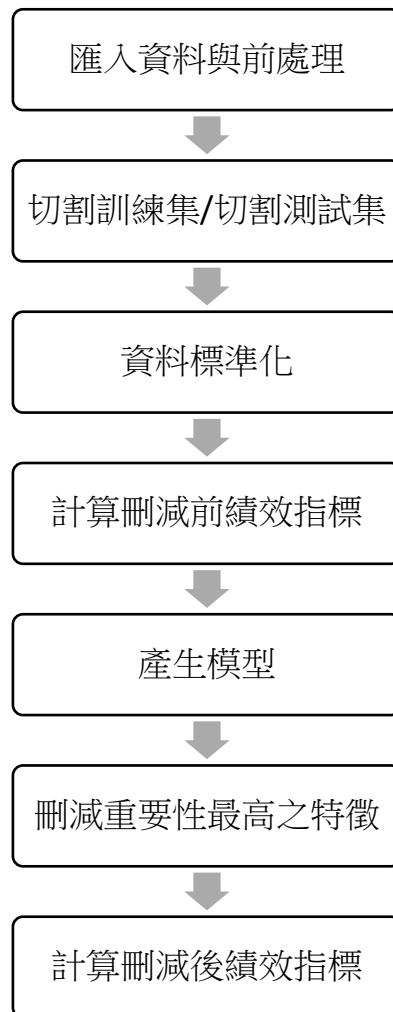 匯入資料與前處理
切割訓練集/切割測試集
資料標準化
計算刪減前績效指標
產生模型
刪減重要性最高之特徵
計算刪減後績效指標